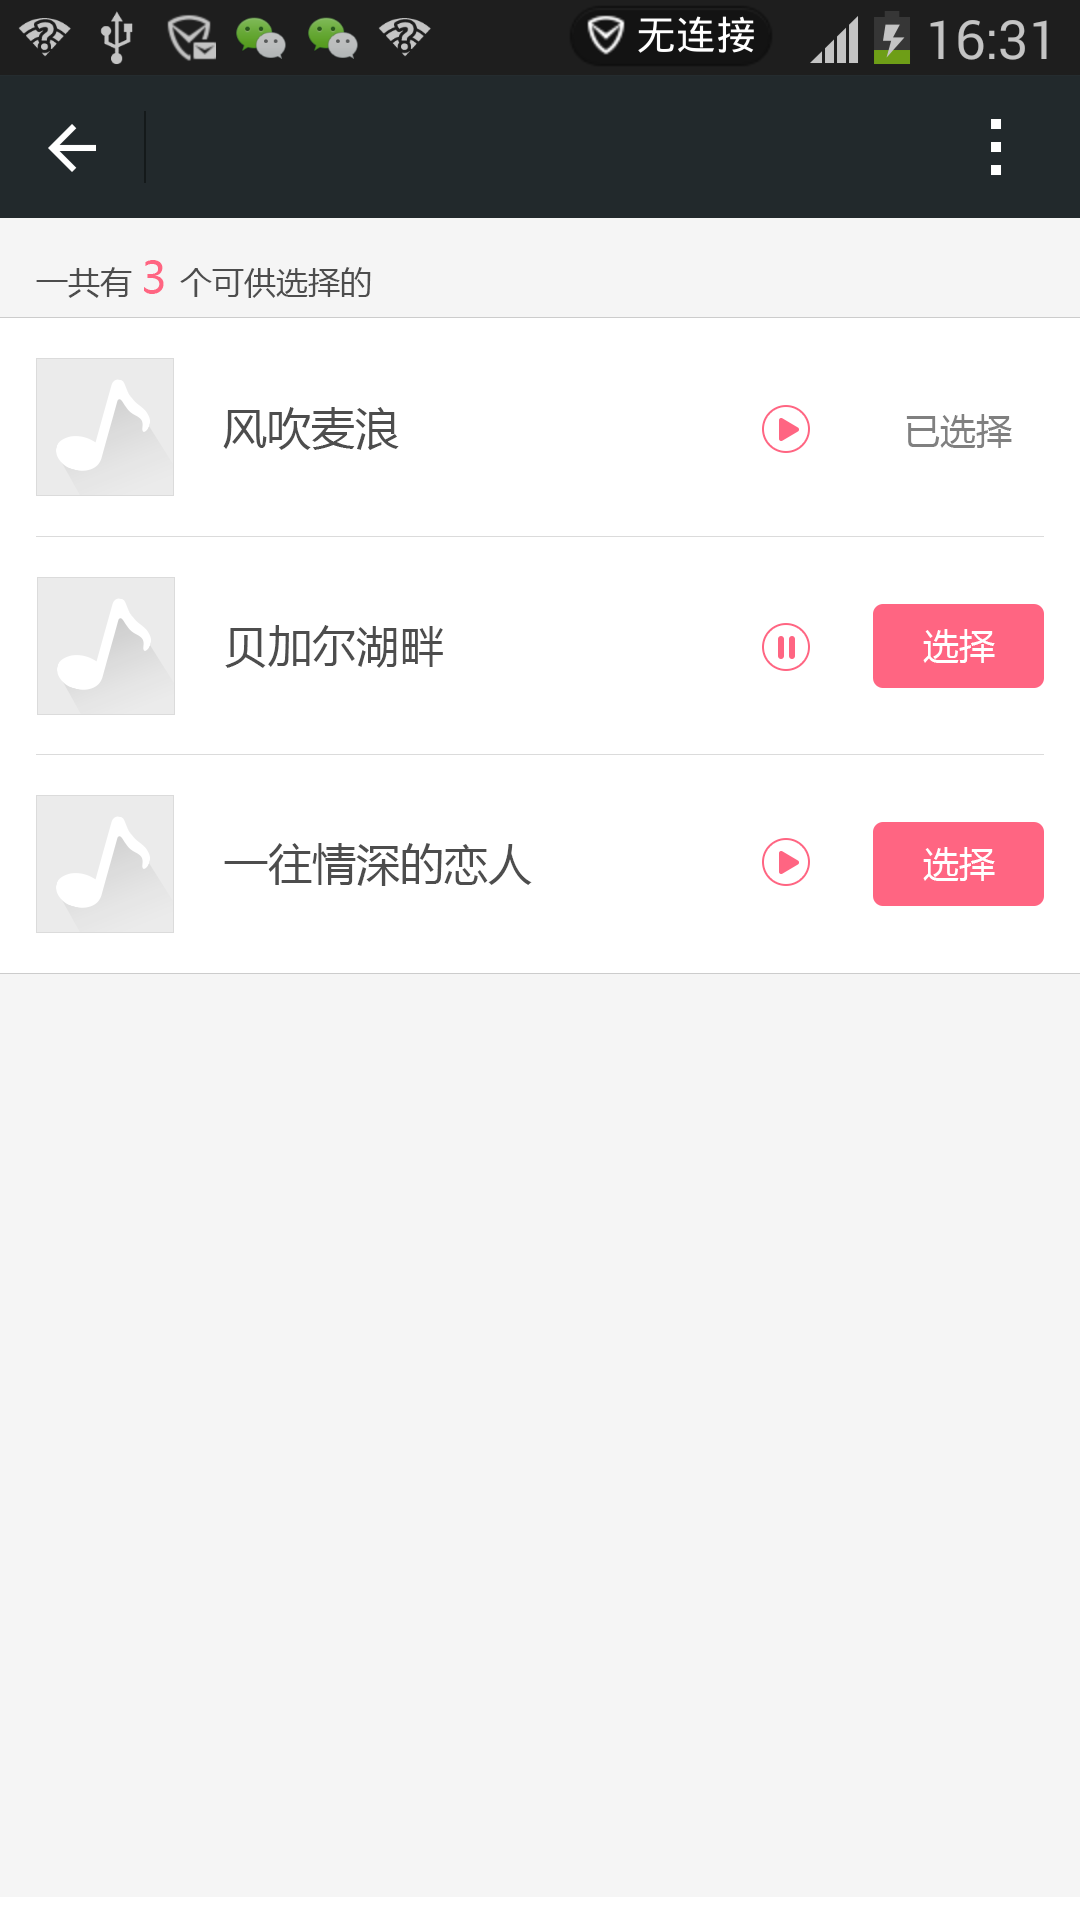 无连接 16:31
一共有 3 个可供选择的
风吹麦浪 已选择
贝加尔湖畔 选择
一往情深的恋人 选择